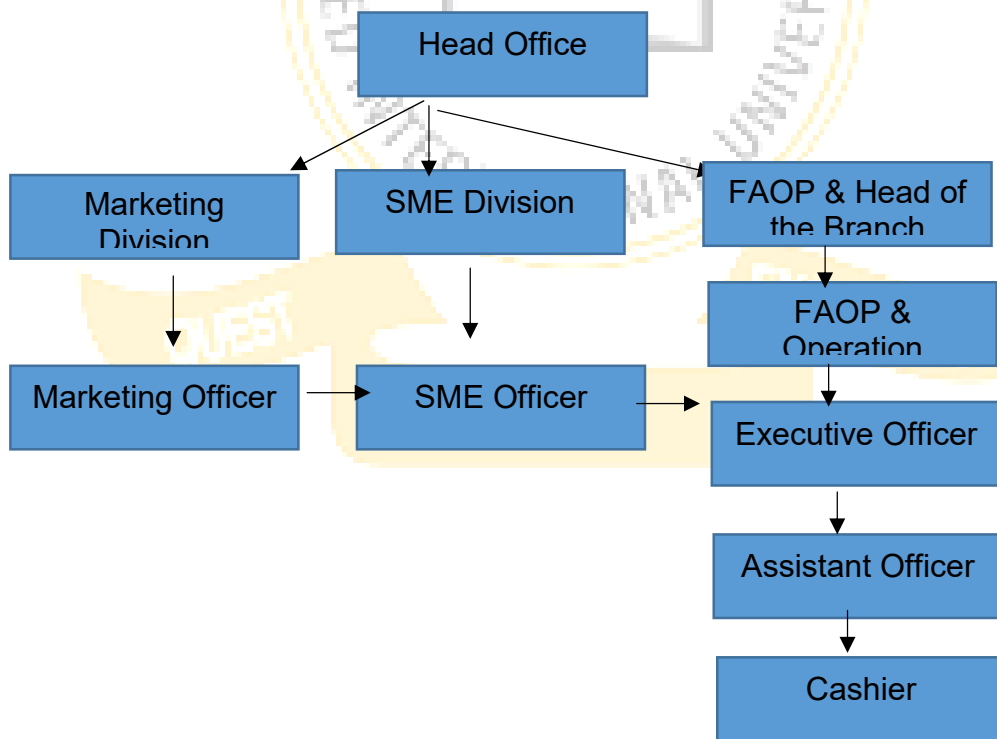 Head Office
Marketing
Division
SME Division
FAOP & Head of
the Branch
FAOP &
Operation
Marketing Officer
SME Officer
Executive Officer
Assistant Officer
Cashier
QUEST